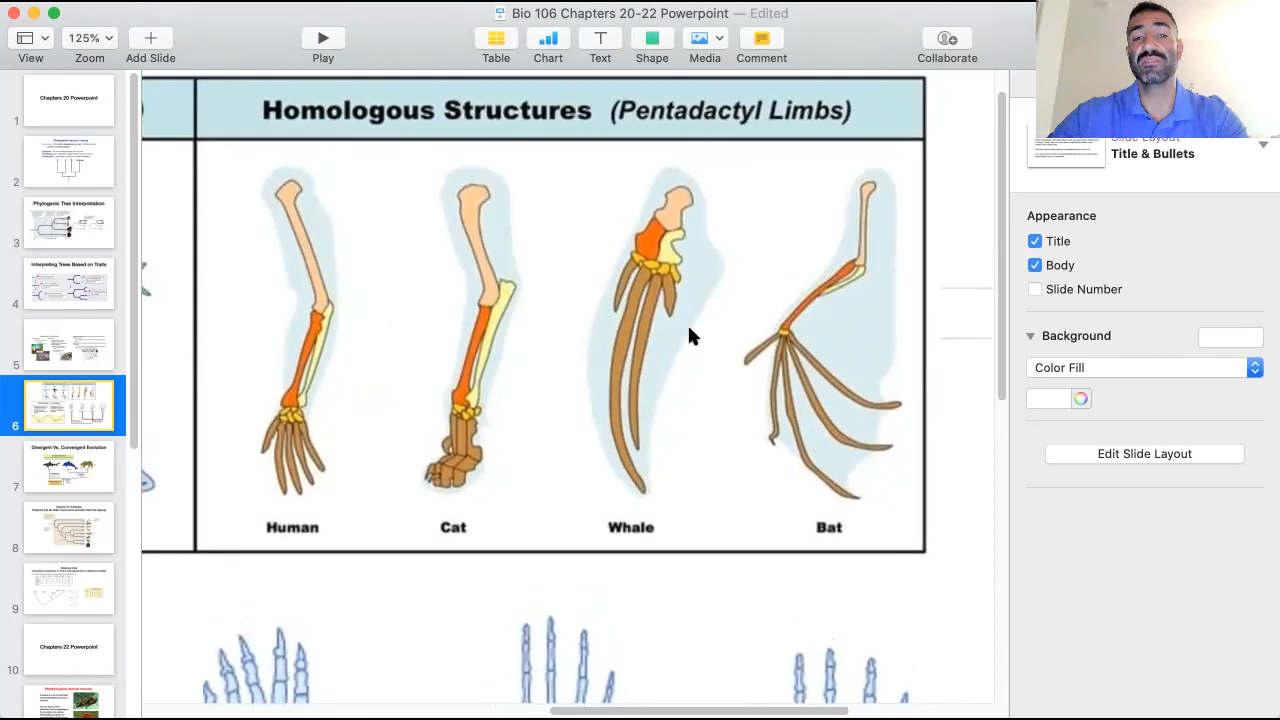 Bio 106 Chapters 20-22 Powerpoint — Edited
125%
View
Zoom
Add Slide
Play
Table
Chart
Text
Shape
Media
Comment
Collaborate
Chapters 20 Powerpoint
1
2
Phylogenic Tree Interpretation
3
Interpreting Trees Based on Traits
4
5
6
Divergent Vs. Convergent Evolution
7
8
9
Chapters 22 Powerpoint
10
)
Homologous Structures (Pentadactyl Limbs)
Human
Cat
Whale
Bat
Slide Layout
Title & Bullets
Appearance
Title
Body
Slide Number
Background
Color Fill
Edit Slide Layout